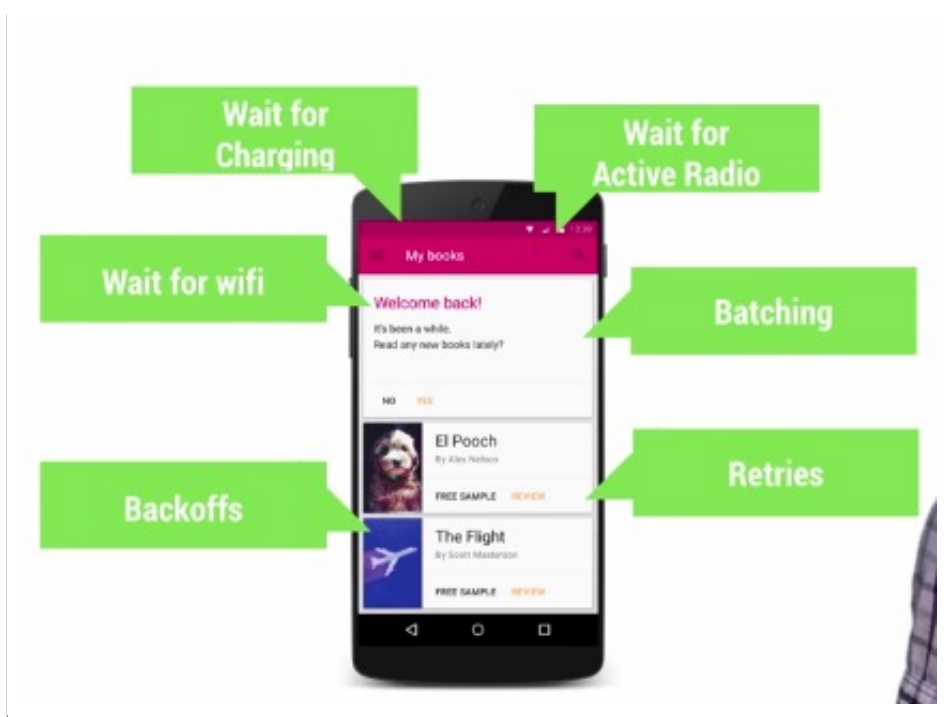 Wait for
Charging
Wait for
Active Radio
Wait for wifi
Batching
Backoffs
Retries
12:30
My books
Welcome back!
It's been a while.
Read any new books lately?
NO YES
El Pooch
By Alex Nelson
FREE SAMPLE REVIEW
The Flight
By Scott Masterson
FREE SAMPLE REVIEW